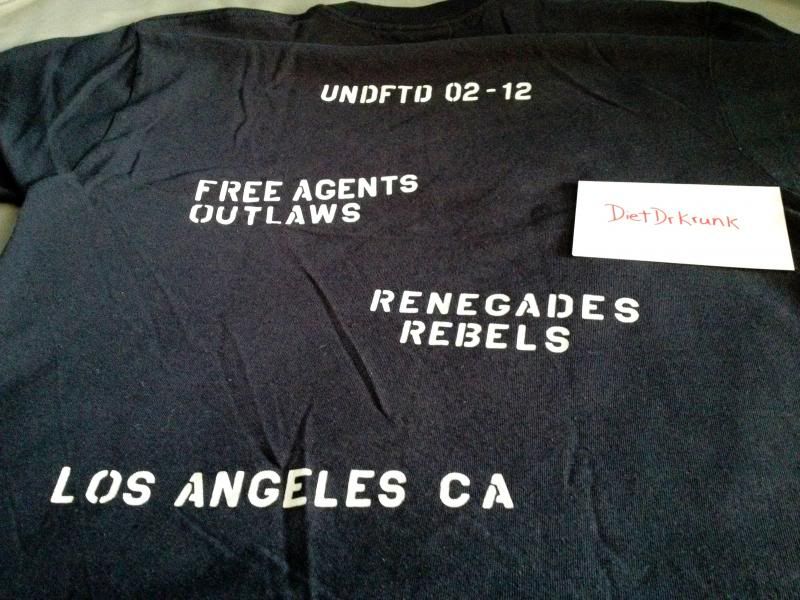 UNDFTD 02-12
FREE AGENTS
OUTLAWS
DietDrKrunk
RENEGADES
REBELS
LOS ANGELES CA